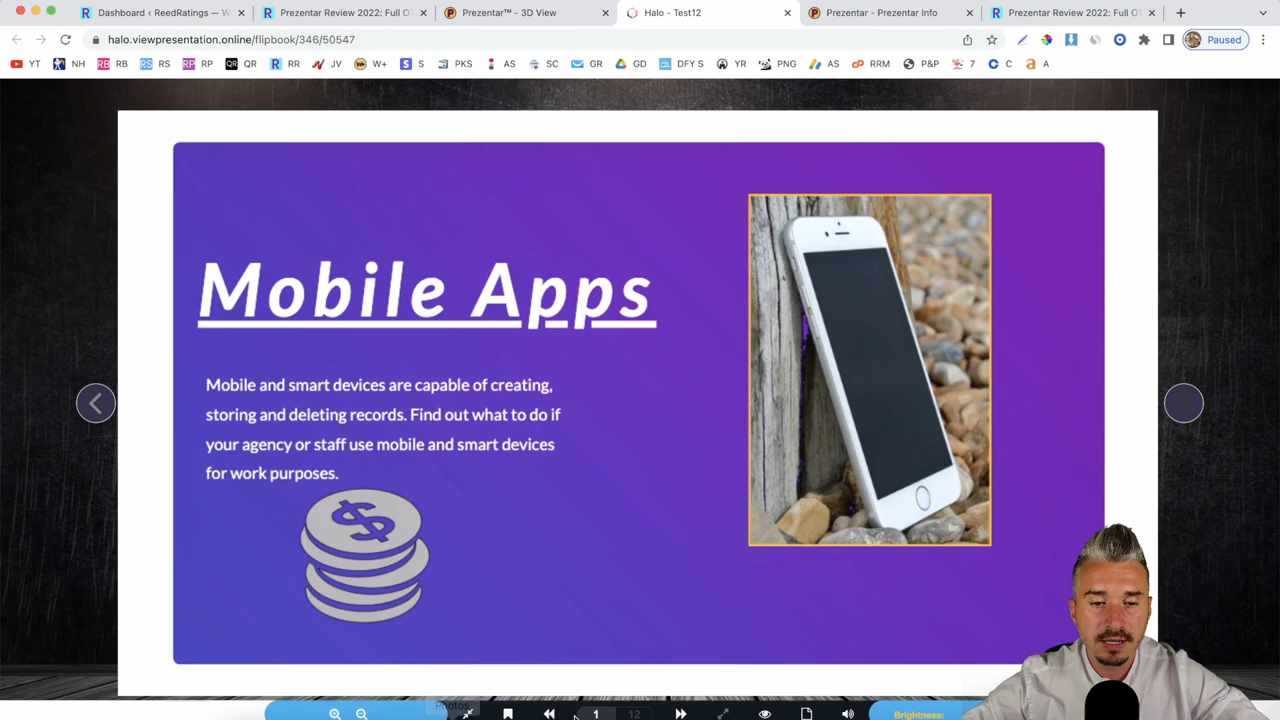 Dashboard ‹ ReedRatings — W
Prezentar Review 2022: Full O
Prezentar™ - 3D View
Halo - Test12
Prezentar - Prezentar Info
Prezentar Review 2022: Full O
halo.viewpresentation.online/flipbook/346/50547
Paused
YT NH RB RS RP QR RR JV W+ S PKS AS SC GR GD DFY S YR PNG AS RRM P&P 7 C A
Mobile Apps
Mobile and smart devices are capable of creating,
storing and deleting records. Find out what to do if
your agency or staff use mobile and smart devices
for work purposes.
Photos
1 12
Brightness: